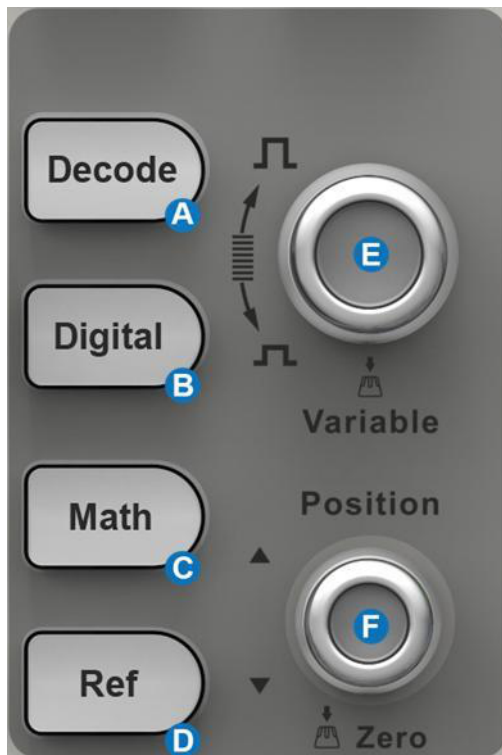 Decode
A
Digital
B
Math
C
Ref
D
E
Variable
Position
F
Zero